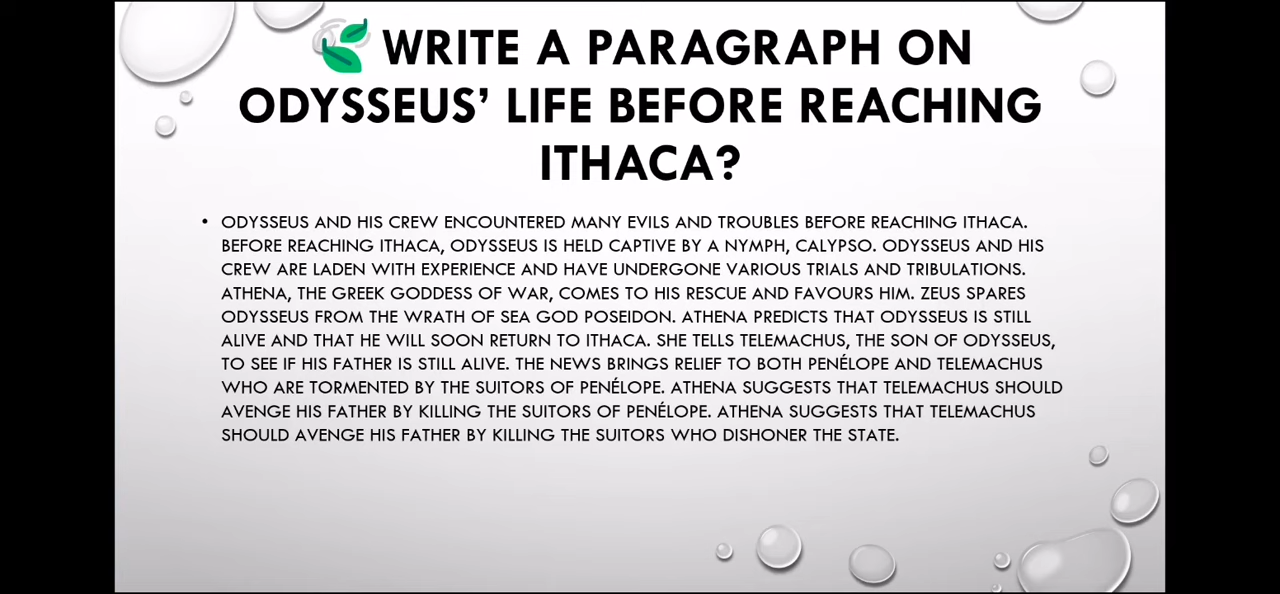 WRITE A PARAGRAPH ON
ODYSSEUS’ LIFE BEFORE REACHING
ITHACA?
• ODYSSEUS AND HIS CREW ENCOUNTERED MANY EVILS AND TROUBLES BEFORE REACHING ITHACA.
BEFORE REACHING ITHACA, ODYSSEUS IS HELD CAPTIVE BY A NYMPH, CALYPSO. ODYSSEUS AND HIS
CREW ARE LADEN WITH EXPERIENCE AND HAVE UNDERGONE VARIOUS TRIALS AND TRIBULATIONS.
ATHENA, THE GREEK GODDESS OF WAR, COMES TO HIS RESCUE AND FAVOURS HIM. ZEUS SPARES
ODYSSEUS FROM THE WRATH OF SEA GOD POSEIDON. ATHENA PREDICTS THAT ODYSSEUS IS STILL
ALIVE AND THAT HE WILL SOON RETURN TO ITHACA. SHE TELLS TELEMACHUS, THE SON OF ODYSSEUS,
TO SEE IF HIS FATHER IS STILL ALIVE. THE NEWS BRINGS RELIEF TO BOTH PENÉLOPE AND TELEMACHUS
WHO ARE TORMENTED BY THE SUITORS OF PENÉLOPE. ATHENA SUGGESTS THAT TELEMACHUS SHOULD
AVENGE HIS FATHER BY KILLING THE SUITORS OF PENÉLOPE. ATHENA SUGGESTS THAT TELEMACHUS
SHOULD AVENGE HIS FATHER BY KILLING THE SUITORS WHO DISHONER THE STATE.